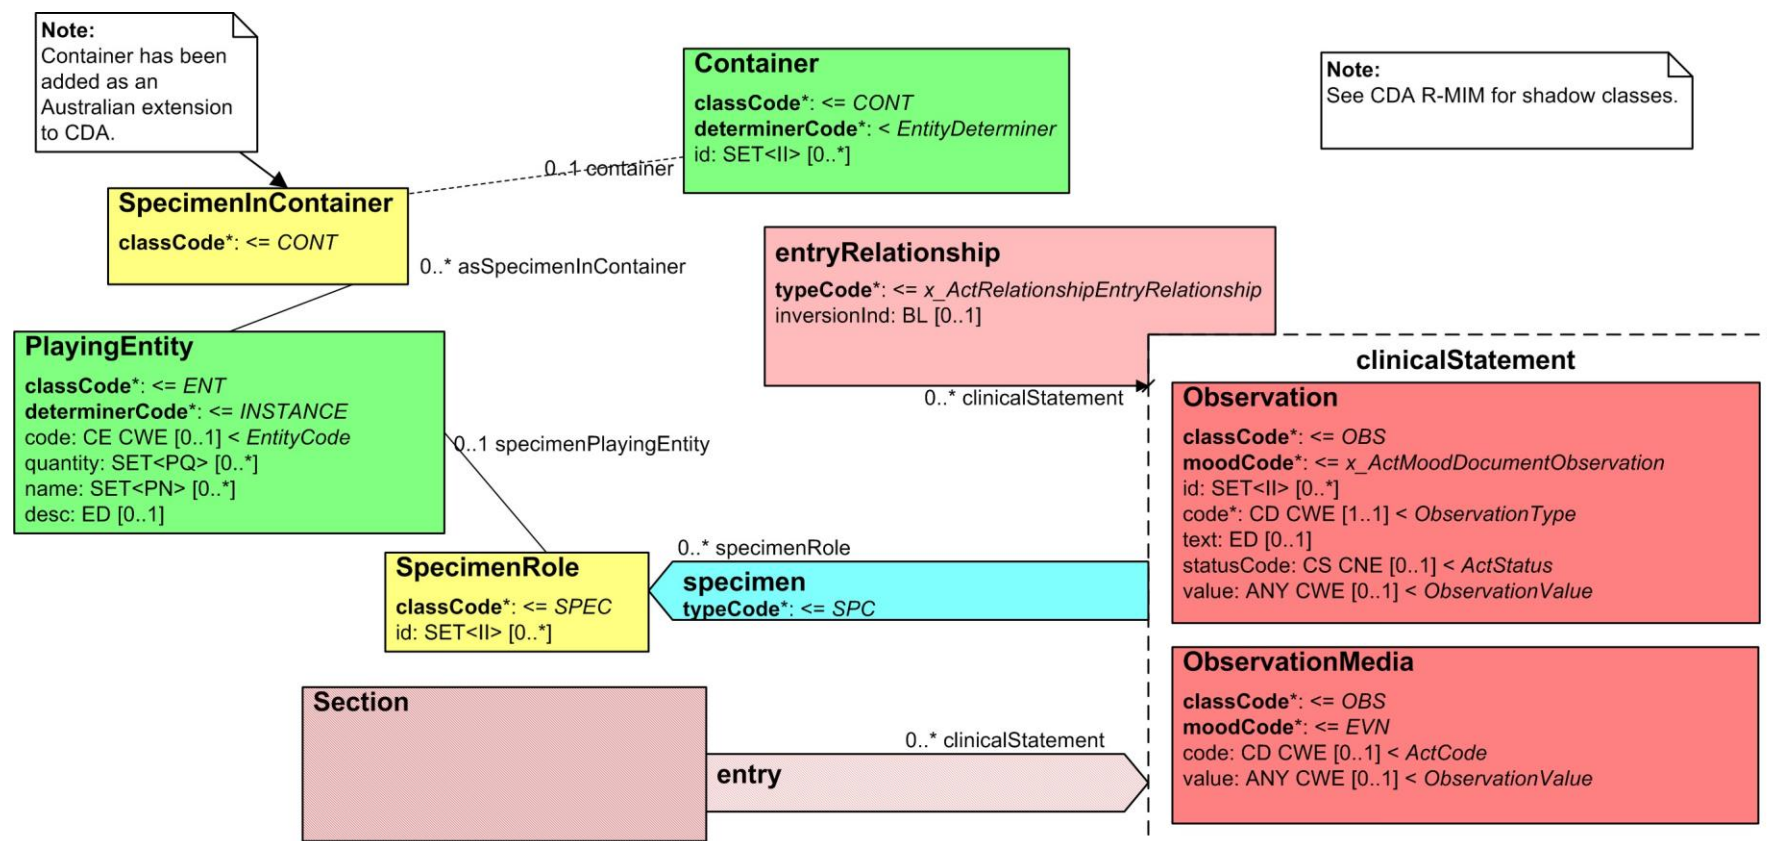 Note:
Container has been
added as an
Australian extension
to CDA.
Container
classCode*: <= CONT
determinerCode*: < EntityDeterminer
id: SET<II> [0..*]
Note:
See CDA R-MIM for shadow classes.
0..1 container
SpecimenInContainer
classCode*: <= CONT
0..* asSpecimenInContainer
entryRelationship
typeCode*: <= x_ActRelationshipEntryRelationship
inversionInd: BL [0..1]
0..* clinicalStatement
PlayingEntity
classCode*: <= ENT
determinerCode*: <= INSTANCE
code: CE CWE [0..1] < EntityCode
quantity: SET<PQ> [0..*]
name: SET<PN> [0..*]
desc: ED [0..1]
0..1 specimenPlayingEntity
clinicalStatement
Observation
classCode*: <= OBS
moodCode*: <= x_ActMoodDocumentObservation
id: SET<II> [0..*]
code*: CD CWE [1..1] < ObservationType
text: ED [0..1]
statusCode: CS CNE [0..1] < ActStatus
value: ANY CWE [0..1] < ObservationValue
SpecimenRole
classCode*: <= SPEC
id: SET<II> [0..*]
0..* specimenRole
specimen
typeCode*: <= SPC
ObservationMedia
classCode*: <= OBS
moodCode*: <= EVN
code: CD CWE [0..1] < ActCode
value: ANY CWE [0..1] < ObservationValue
Section
0..* clinicalStatement
entry